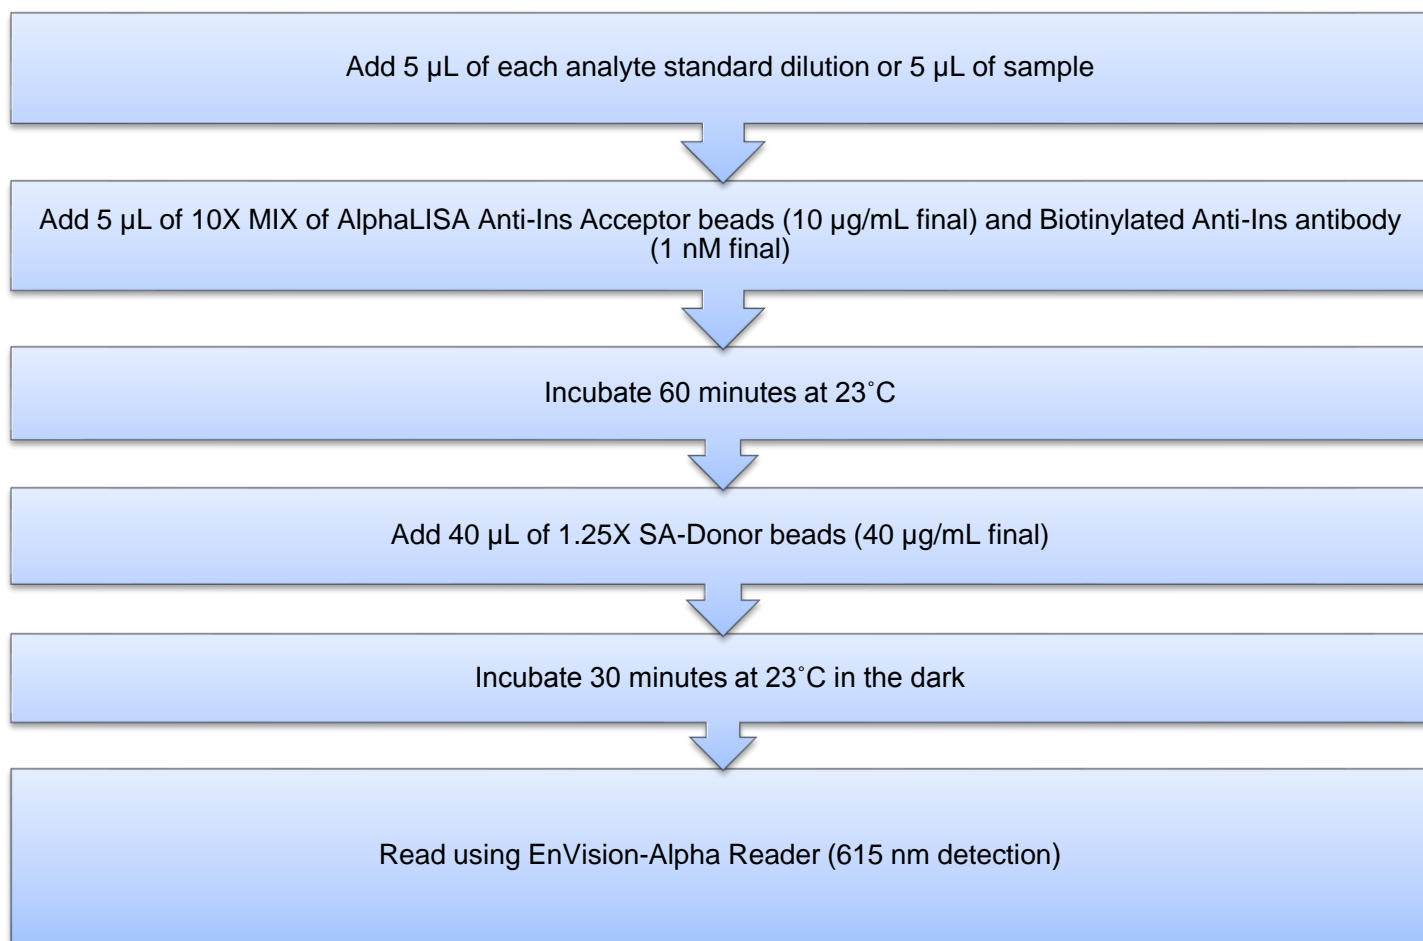 Add 5 µL of each analyte standard dilution or 5 µL of sample
Add 5 µL of 10X MIX of AlphaLISA Anti-Ins Acceptor beads (10 µg/mL final) and Biotinylated Anti-Ins antibody
(1 nM final)
Incubate 60 minutes at 23˚C
Add 40 µL of 1.25X SA-Donor beads (40 µg/mL final)
Incubate 30 minutes at 23˚C in the dark
Read using EnVision-Alpha Reader (615 nm detection)